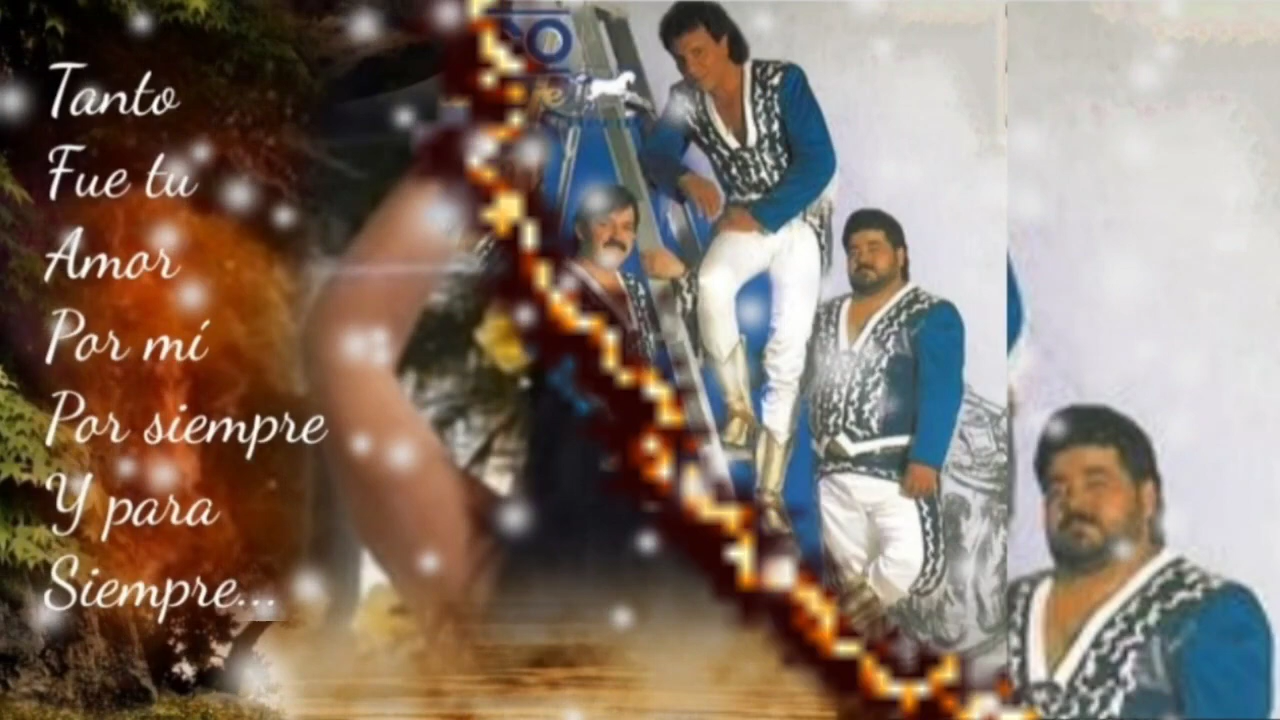 Tanto
Fue tu
Amor
Por mí
Por siempre
Y para
Siempre...